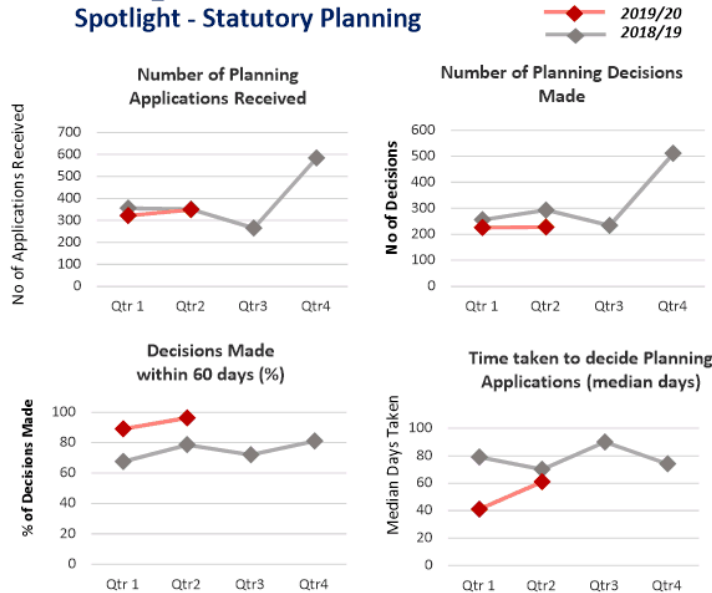 Spotlight - Statutory Planning
2019/20
2018/19
Number of Planning
Applications Received
No of Applications Received
700
600
500
400
300
200
100
0
Qtr 1
Qtr2
Qtr3
Qtr4
Number of Planning Decisions
Made
No of Decisions
600
500
400
300
200
100
0
Qtr 1
Qtr2
Qtr3
Qtr4
Decisions Made
within 60 days (%)
% of Decisions Made
100
80
60
40
20
0
Qtr 1
Qtr2
Qtr3
Qtr4
Time taken to decide Planning
Applications (median days)
Median Days Taken
100
80
60
40
20
0
Qtr 1
Qtr2
Qtr3
Qtr4